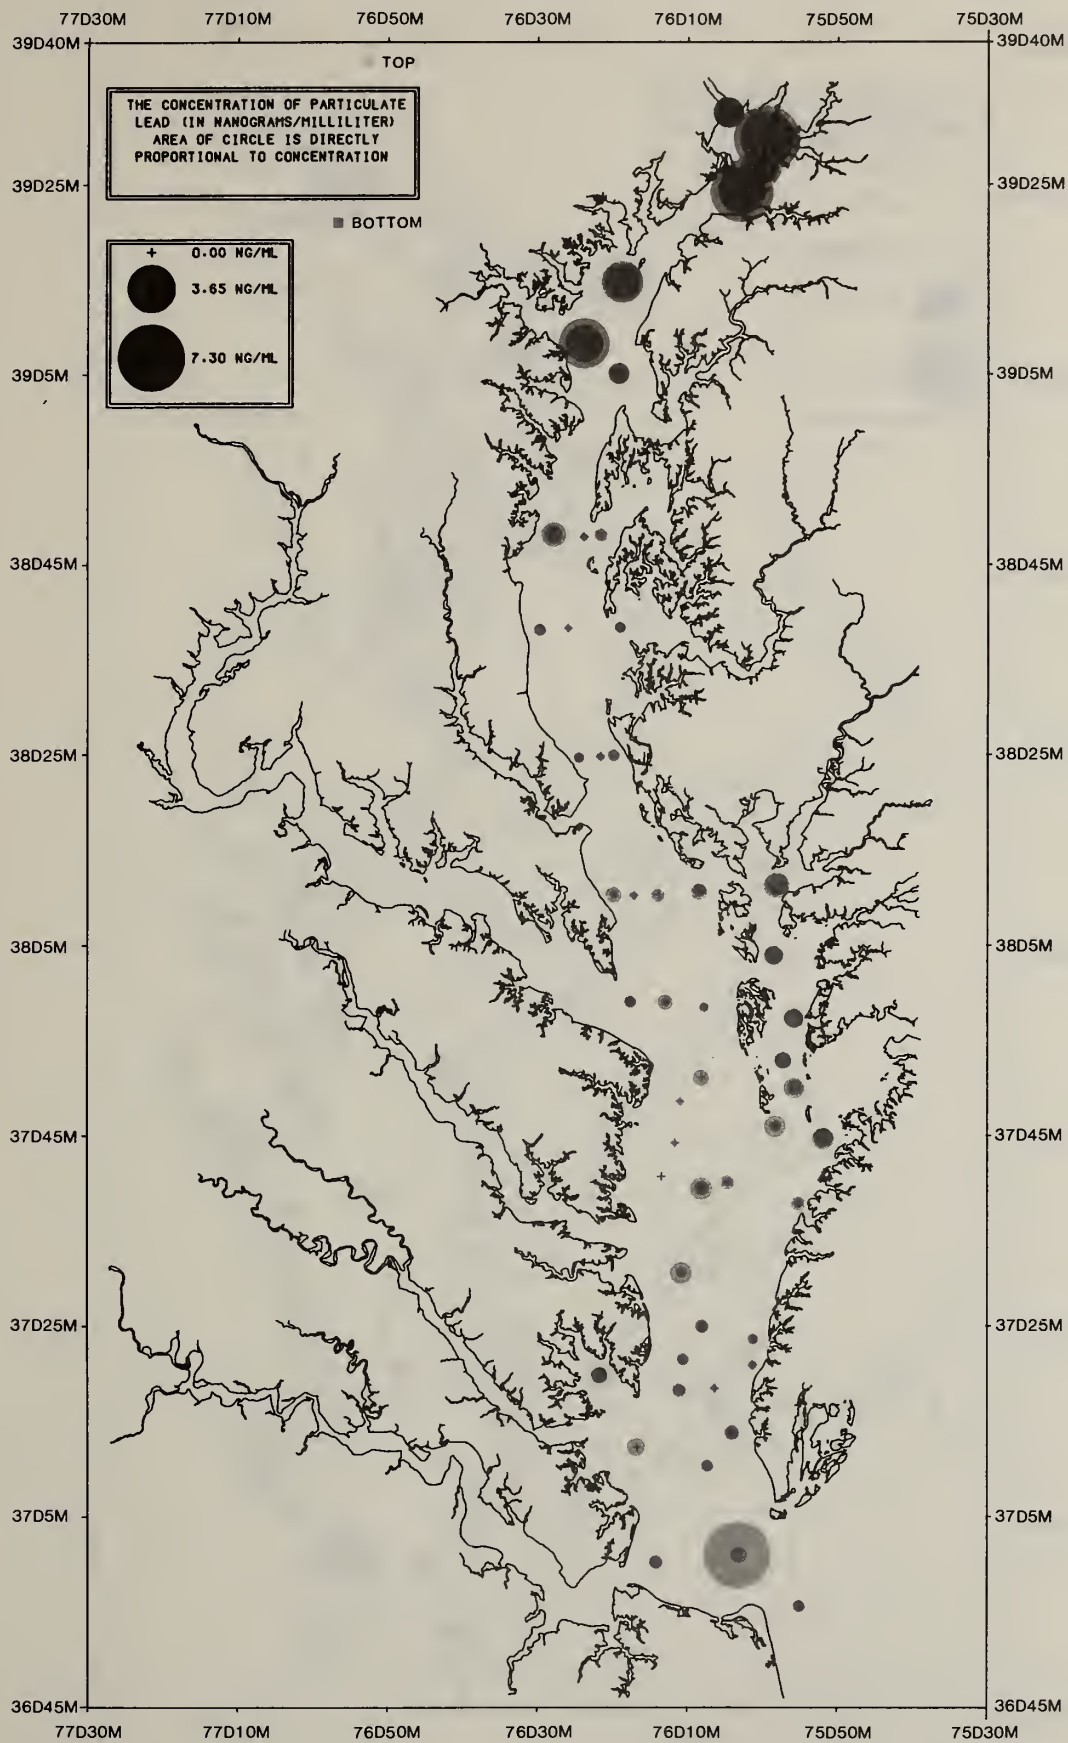 77D30M 77D10M 76D50M 76D30M 76D10M 75D50M 75D30M
39D40M 39D40M
TOP
THE CONCENTRATION OF PARTICULATE
LEAD (IN NANOGRAMS/MILLILITER)
AREA OF CIRCLE IS DIRECTLY
PROPORTIONAL TO CONCENTRATION
39D25M 39D25M
BOTTOM
+ 0.00 NG/ML
3.65 NG/ML
7.30 NG/ML
39D5M 39D5M
38D45M 38D45M
38D25M 38D25M
38D5M 38D5M
37D45M 37D45M
37D25M 37D25M
37D5M 37D5M
36D45M 36D45M
77D30M 77D10M 76D50M 76D30M 76D10M 75D50M 75D30M